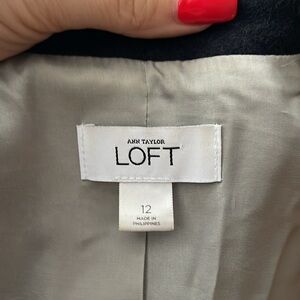 ANN TAYLOR
LOFT
12
MADE IN
PHILIPPINES